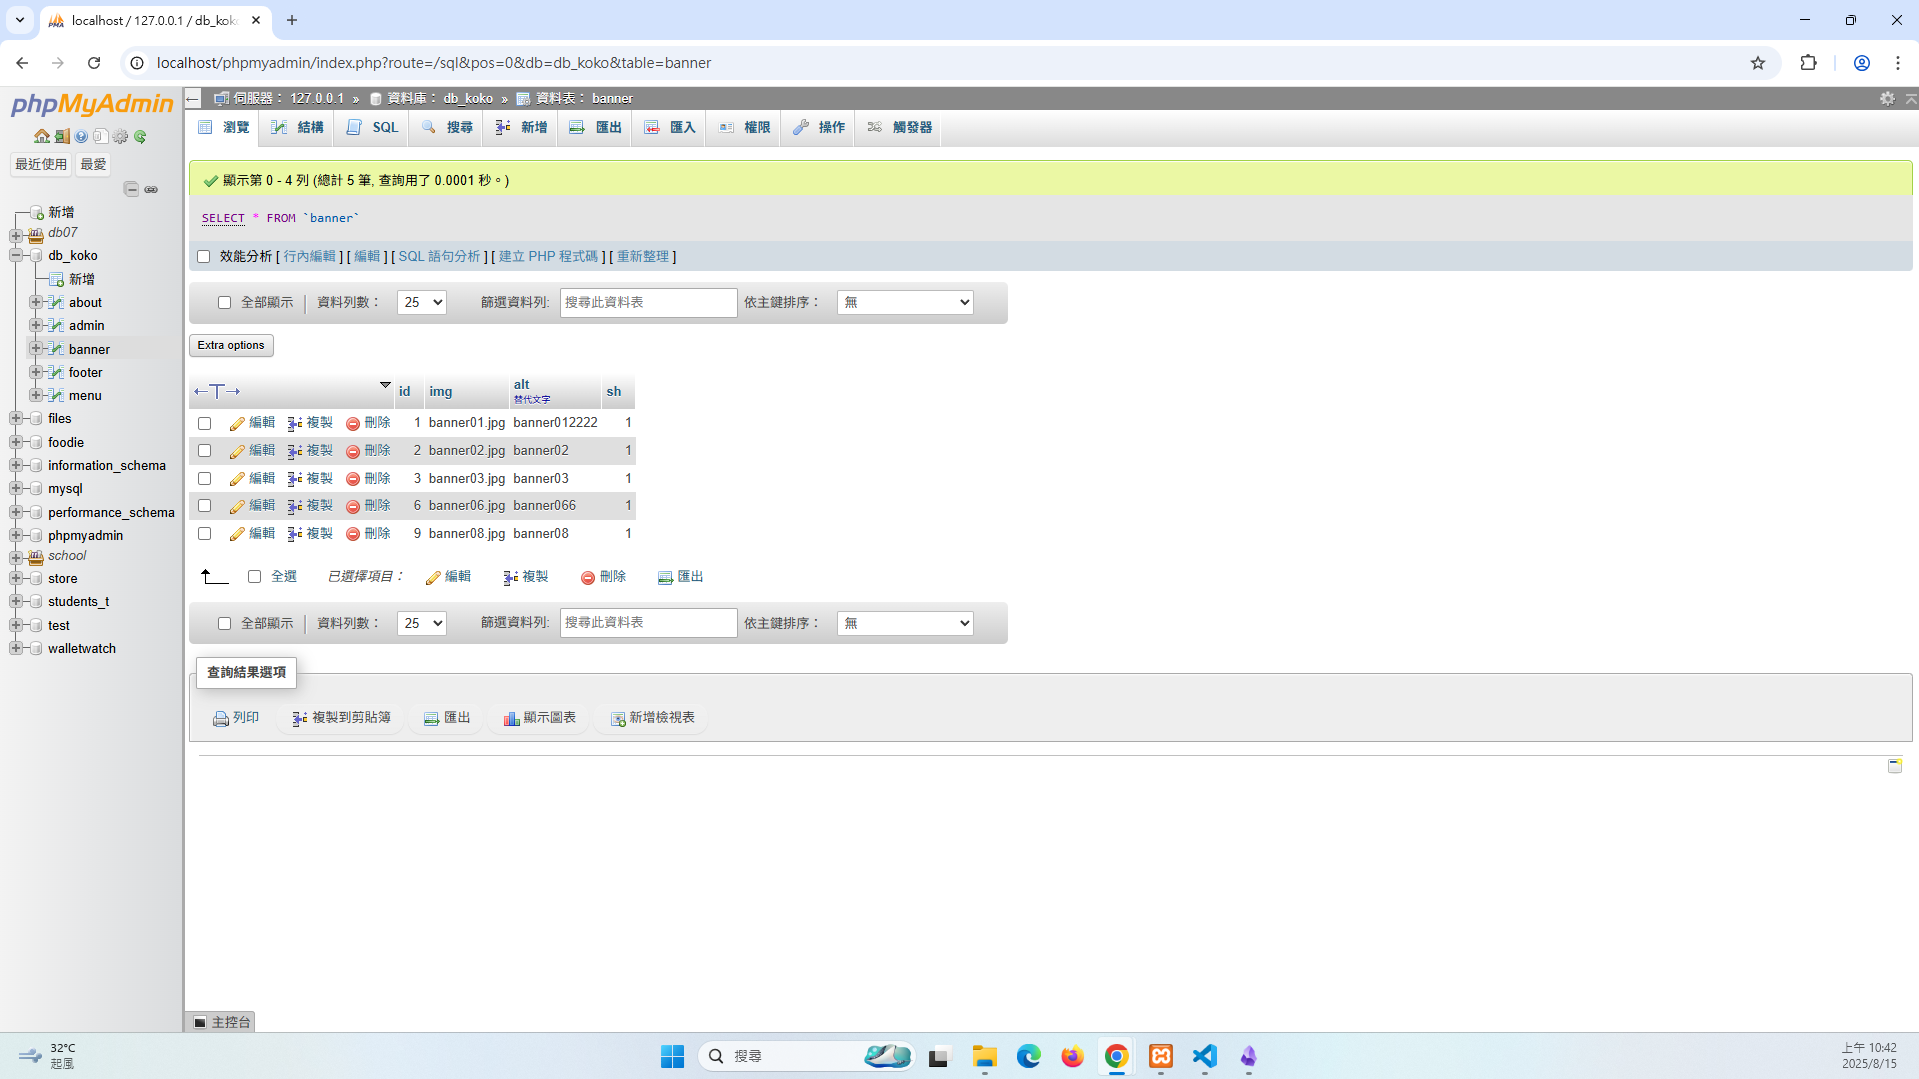 localhost / 127.0.0.1 / db_kok
localhost/phpmyadmin/index.php?route=/sql&pos=0&db=db_koko&table=banner
phpMyAdmin
最近使用 最愛
新增
db07
db_koko
新增
about
admin
banner
footer
menu
files
foodie
information_schema
mysql
performance_schema
phpmyadmin
school
store
students_t
test
walletwatch
伺服器： 127.0.0.1 » 資料庫： db_koko » 資料表： banner
瀏覽 結構 SQL 搜尋 新增 匯出 匯入 權限 操作 觸發器
顯示第 0 - 4 列 (總計 5 筆, 查詢用了 0.0001 秒。)
SELECT * FROM `banner`
效能分析 [ 行內編輯 ] [ 編輯 ] [ SQL 語句分析 ] [ 建立 PHP 程式碼 ] [ 重新整理 ]
全部顯示 資料列數： 25 篩選資料列: 搜尋此資料表 依主鍵排序： 無
Extra options
←T→ id img alt sh
替代文字
編輯 複製 刪除 1 banner01.jpg banner012222 1
編輯 複製 刪除 2 banner02.jpg banner02 1
編輯 複製 刪除 3 banner03.jpg banner03 1
編輯 複製 刪除 6 banner06.jpg banner066 1
編輯 複製 刪除 9 banner08.jpg banner08 1
全選 已選擇項目： 編輯 複製 刪除 匯出
全部顯示 資料列數： 25 篩選資料列: 搜尋此資料表 依主鍵排序： 無
查詢結果選項
列印 複製到剪貼簿 匯出 顯示圖表 新增檢視表
主控台
32°C
起風
搜尋
上午 10:42
2025/8/15